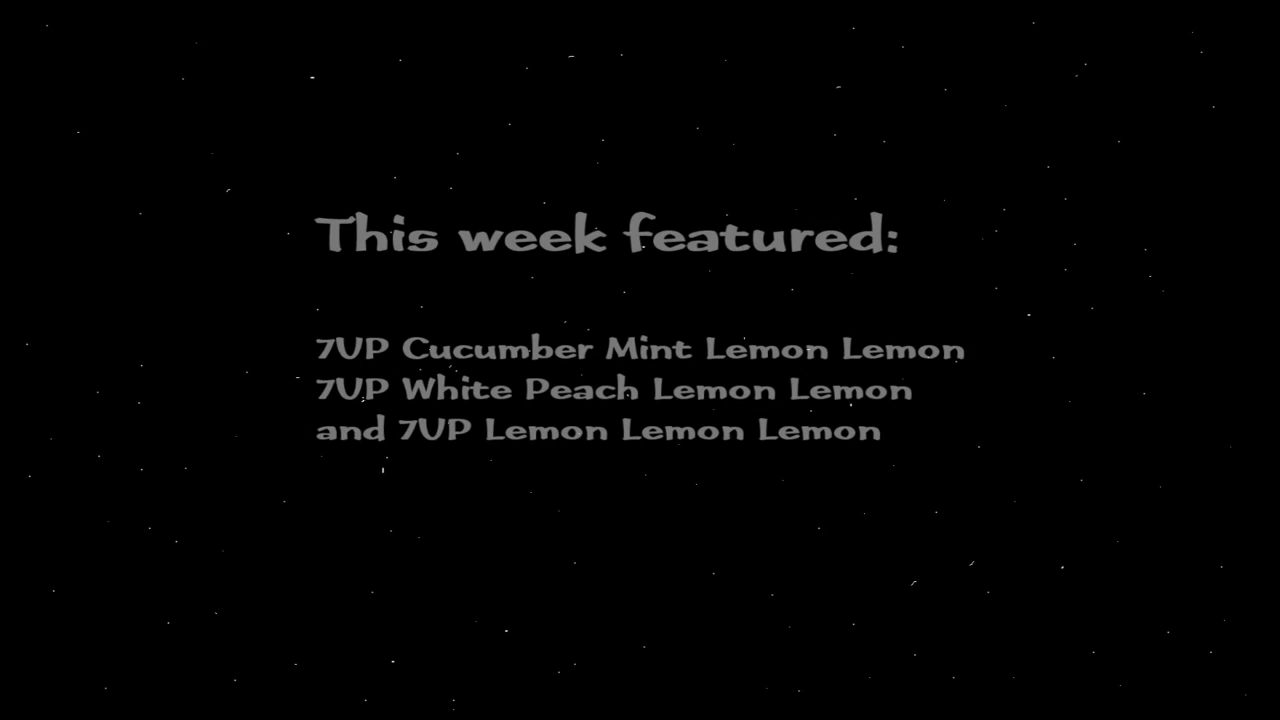 This week featured:
7UP Cucumber Mint Lemon Lemon
7UP White Peach Lemon Lemon
and 7UP Lemon Lemon Lemon